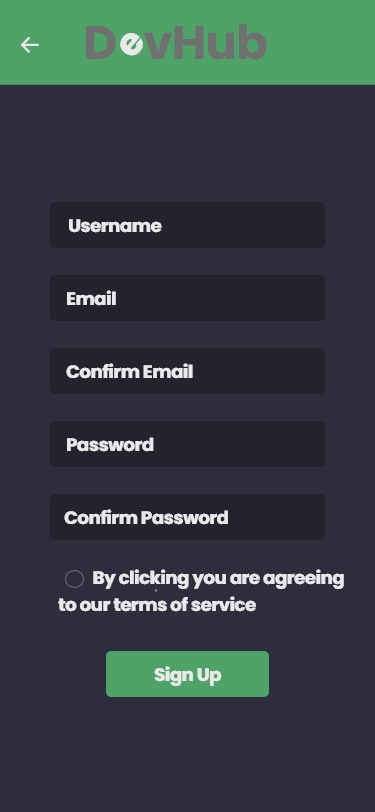 DevHub
Username
Email
Confirm Email
Password
Confirm Password
By clicking you are agreeing
to our terms of service
Sign Up